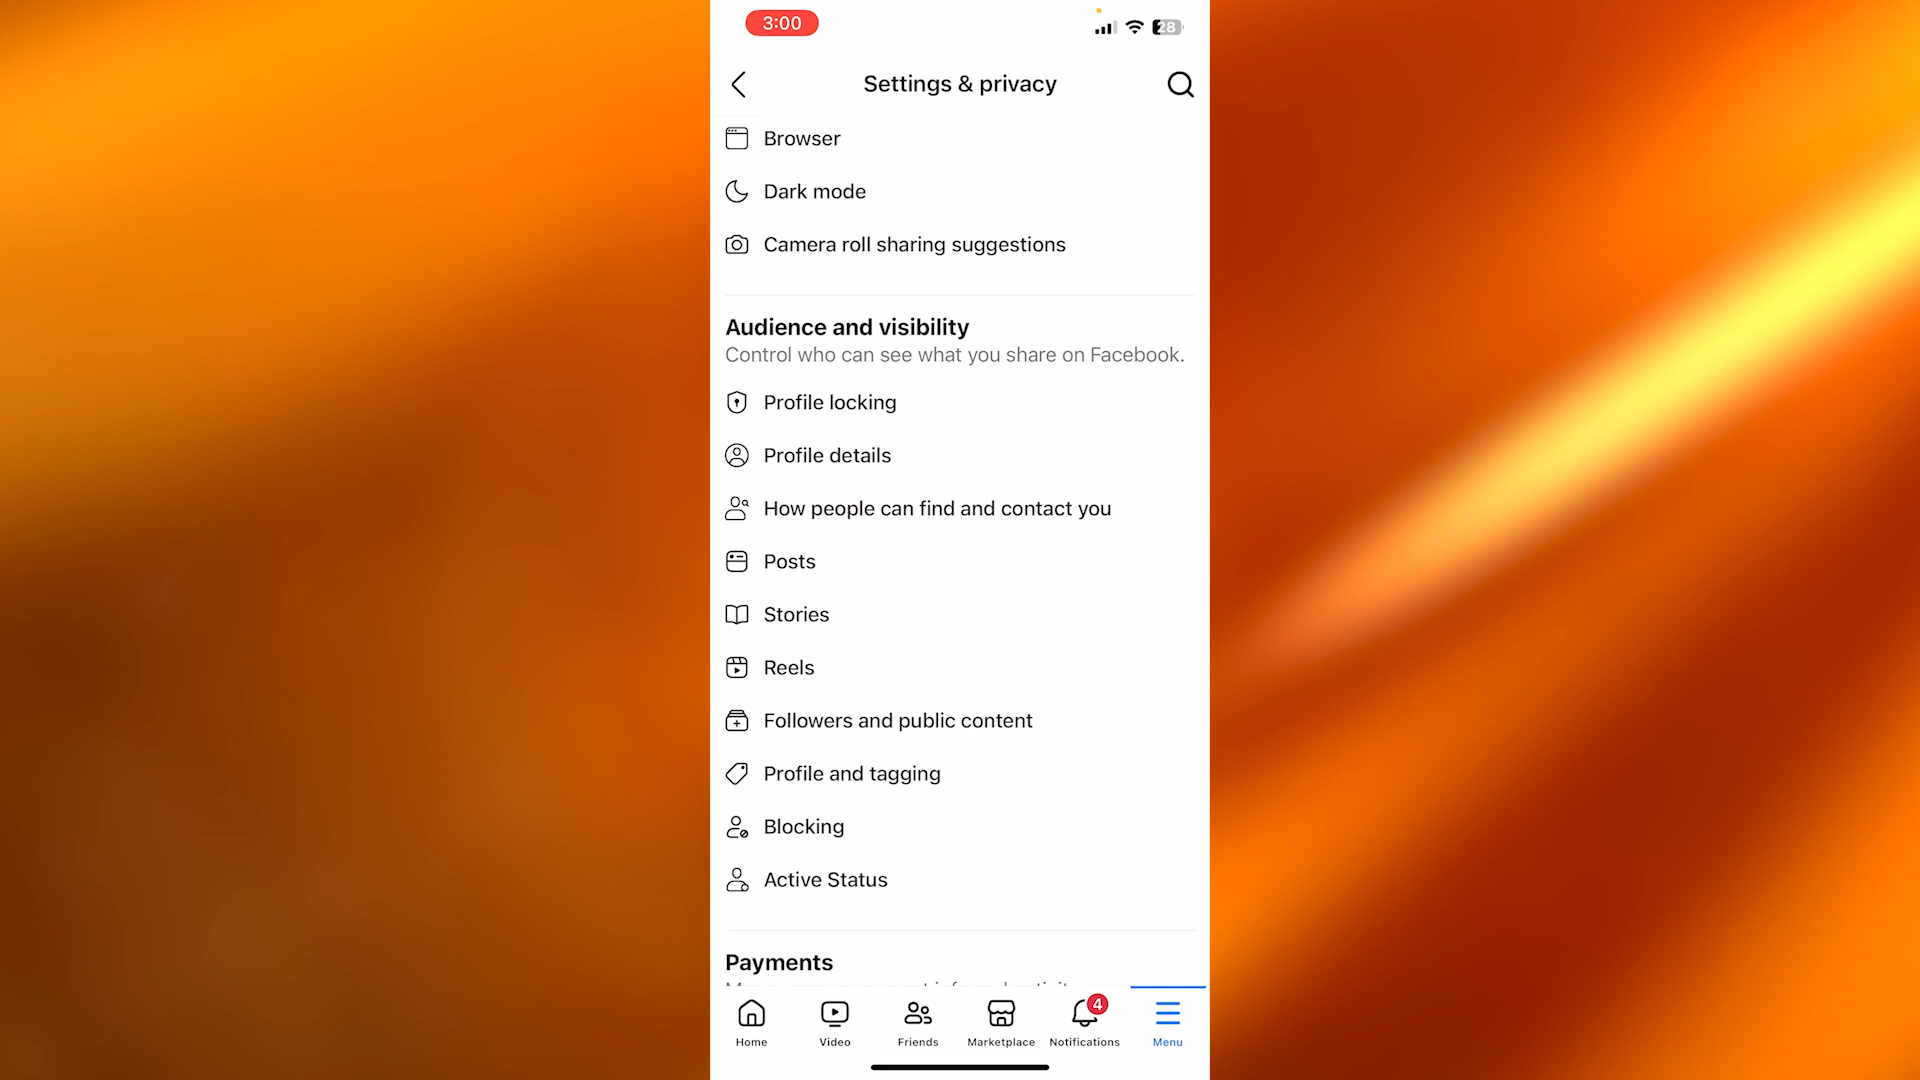 3:00
28
Settings & privacy
Browser
Dark mode
Camera roll sharing suggestions
Audience and visibility
Control who can see what you share on Facebook.
Profile locking
Profile details
How people can find and contact you
Posts
Stories
Reels
Followers and public content
Profile and tagging
Blocking
Active Status
Payments
4
Home
Video
Friends
Marketplace
Notifications
Menu